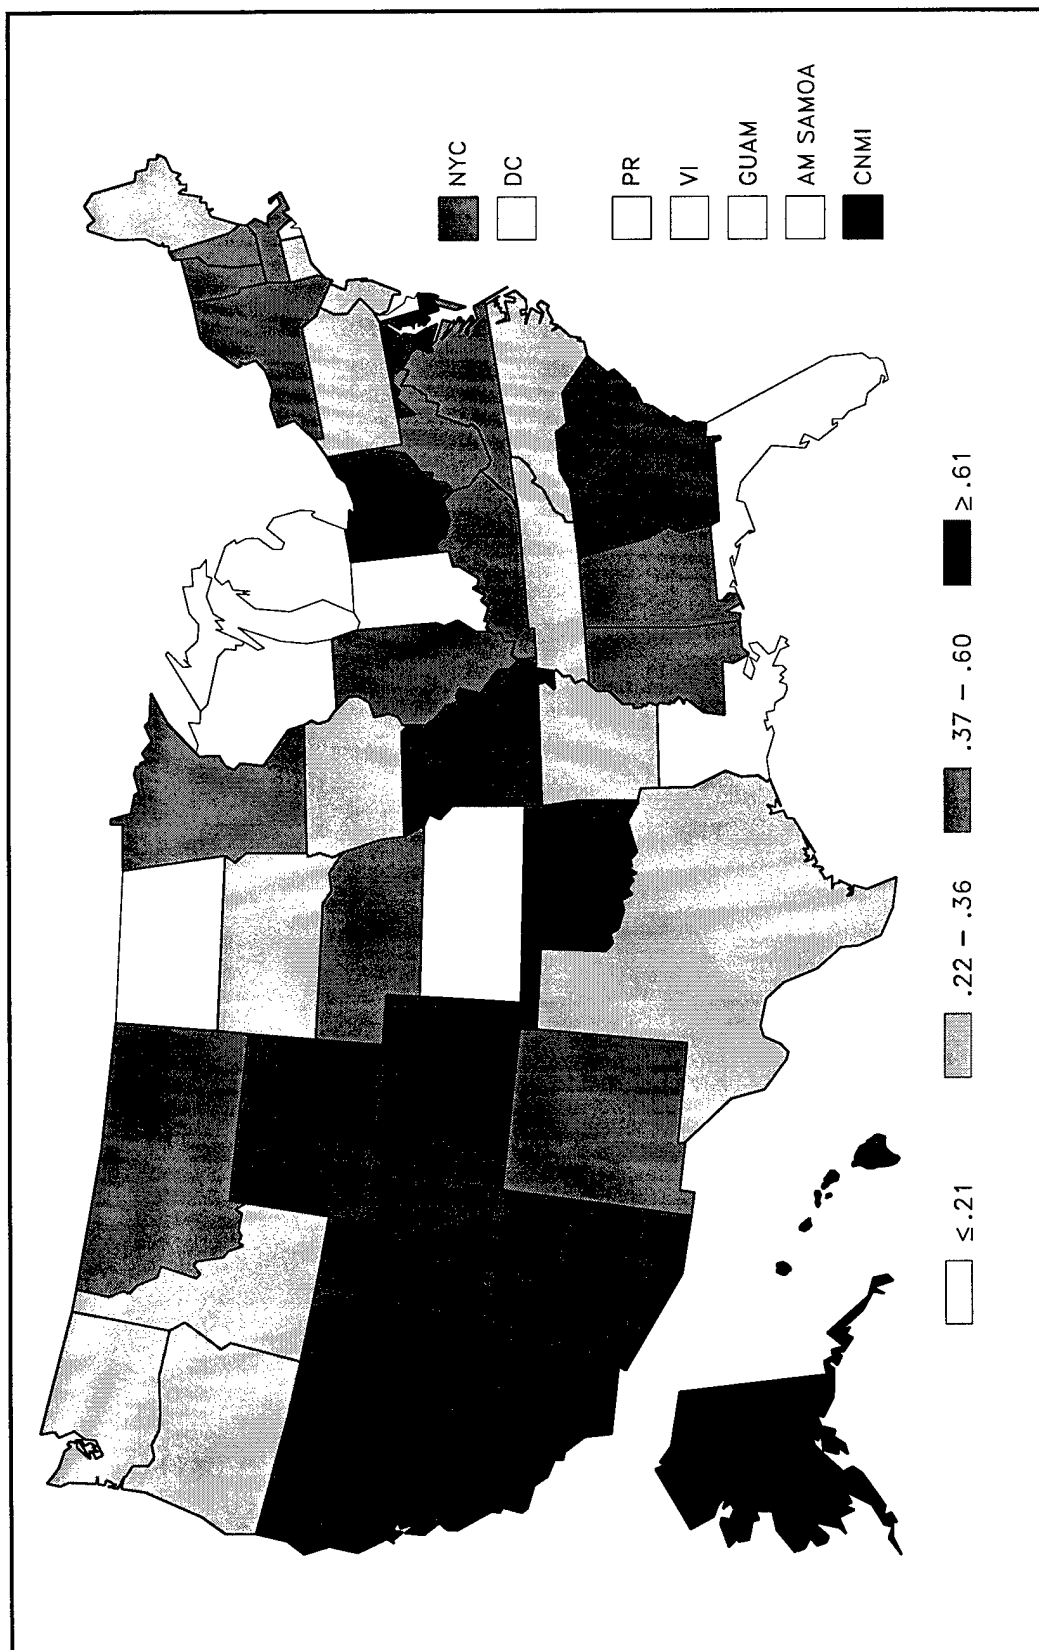 NYC
DC
PR
VI
GUAM
AM SAMOA
CNMI
≤.21
.22 – .36
.37 – .60
≥.61